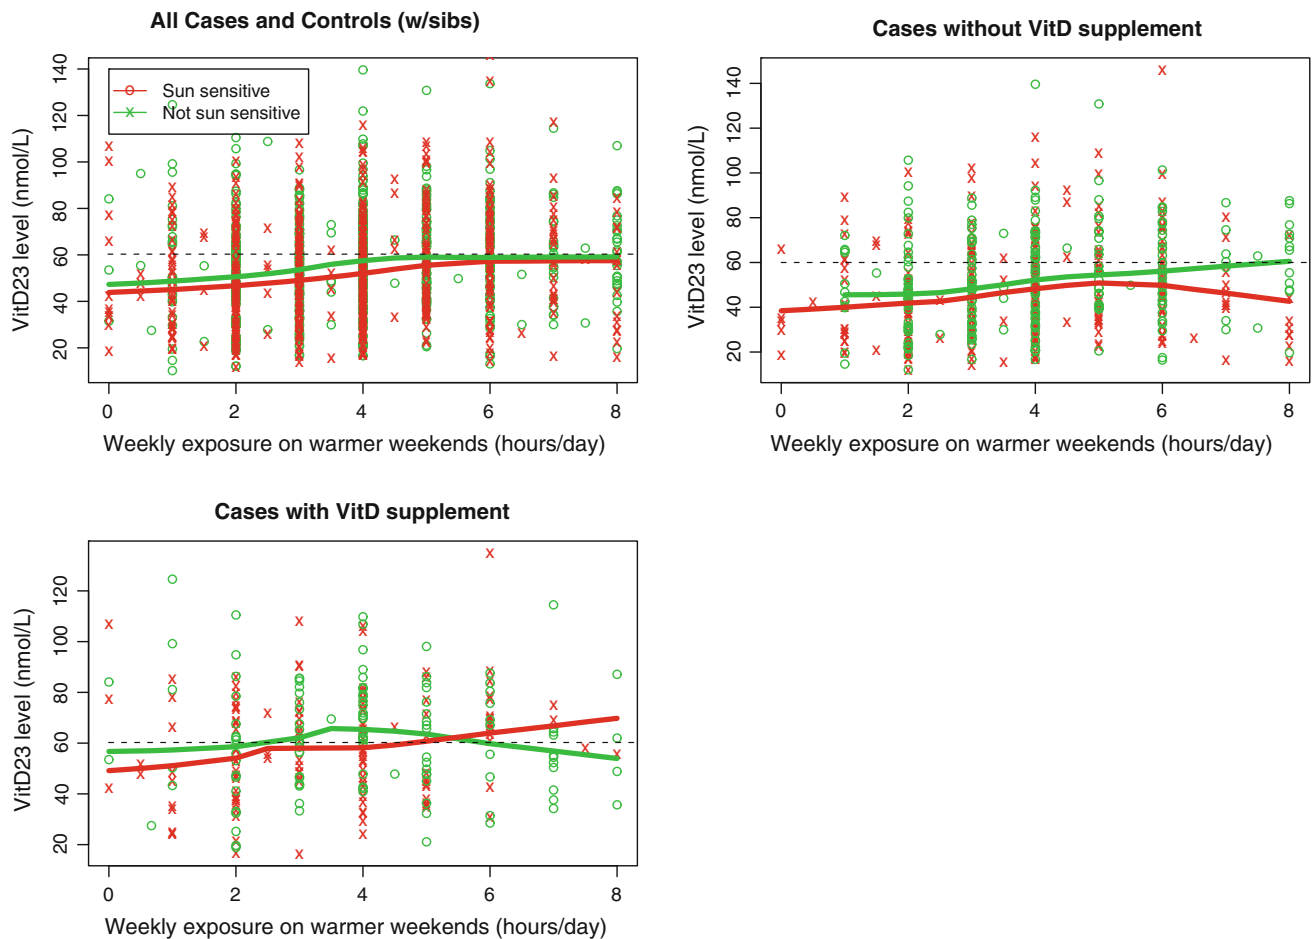 All Cases and Controls (w/sibs)
VitD23 level (nmol/L)
140
120
100
80
60
40
20
Sun sensitive
Not sun sensitive
0 2 4 6 8
Weekly exposure on warmer weekends (hours/day)
Cases without VitD supplement
VitD23 level (nmol/L)
140
120
100
80
60
40
20
0 2 4 6 8
Weekly exposure on warmer weekends (hours/day)
Cases with VitD supplement
VitD23 level (nmol/L)
120
100
80
60
40
20
0 2 4 6 8
Weekly exposure on warmer weekends (hours/day)